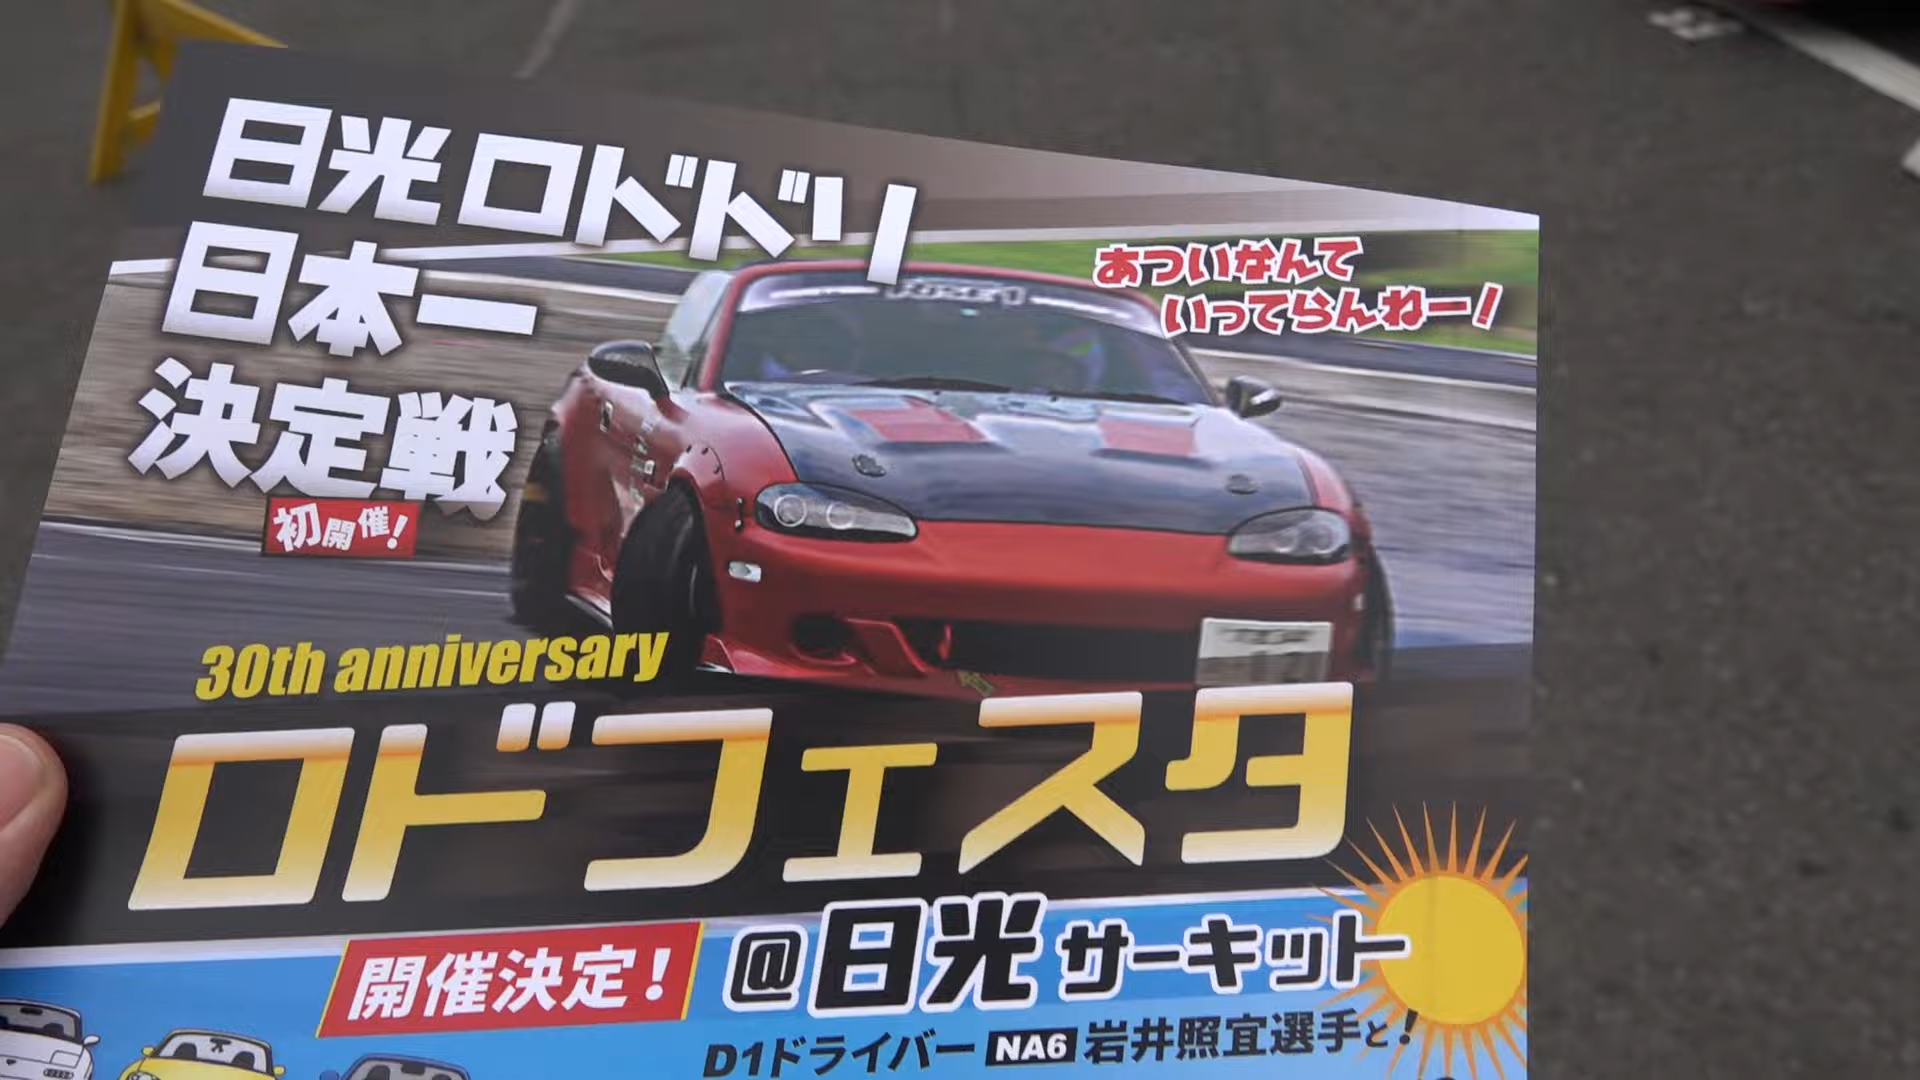 日光ロドドリ
日本一
決定戦
初開催！
あついなんて
いってらんねー！
30th anniversary
ロドフェスタ
開催決定！
@日光サーキット
D1ドライバー NA6 岩井照宜選手と！